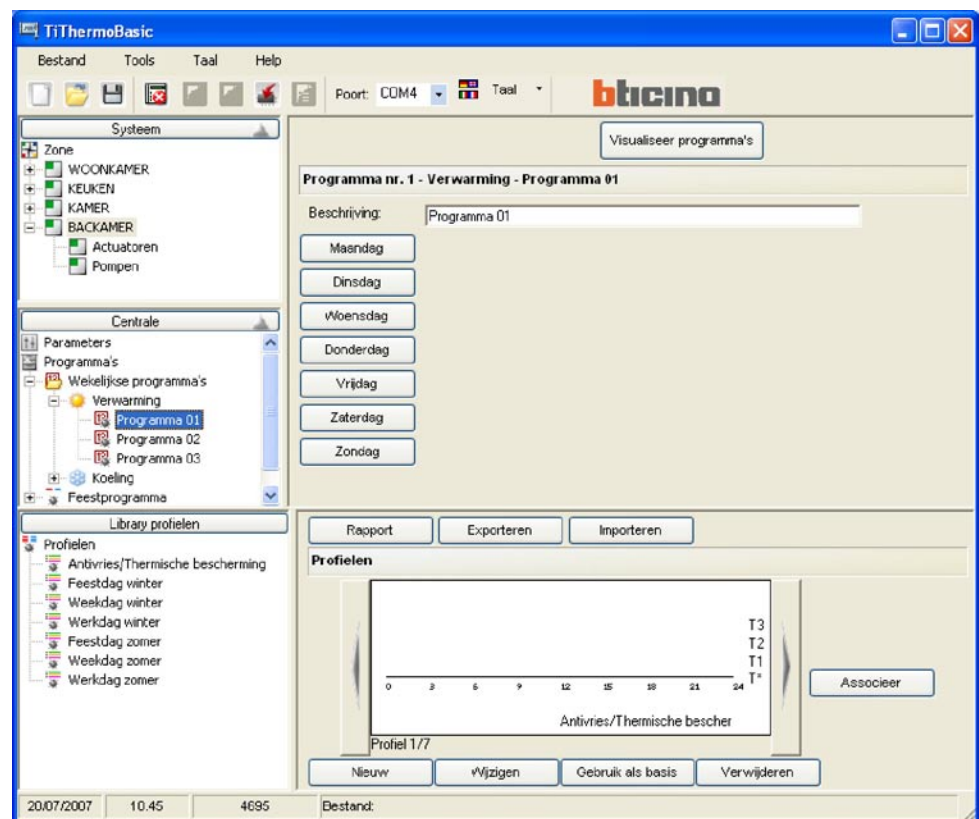 TiThermoBasic
Bestand Tools Taal Help
Poort: COM4 Taal bticino
Systeem
Zone
WOONKAMER
KEUKEN
KAMER
BACKAMER
Actuatoren
Pompen
Centrale
Parameters
Programma's
Wekelijkse programma's
Verwarming
Programma 01
Programma 02
Programma 03
Koeling
Feestprogramma
Library profielen
Profielen
Antivries/Thermische bescherming
Feestdag winter
Weekdag winter
Werkdag winter
Feestdag zomer
Weekdag zomer
Werkdag zomer
Visualiseer programma's
Programma nr. 1 - Verwarming - Programma 01
Beschrijving: Programma 01
Maandag
Dinsdag
Woensdag
Donderdag
Vrijdag
Zaterdag
Zondag
Rapport Exporteren Importeren
Profielen
T3
T2
T1
T*
0 3 6 9 12 15 18 21 24
Antivries/Thermische bescher
Profiel 1/7
Associeer
Nieuw Wijzigen Gebruik als basis Verwijderen
20/07/2007 10.45 4695 Bestand: